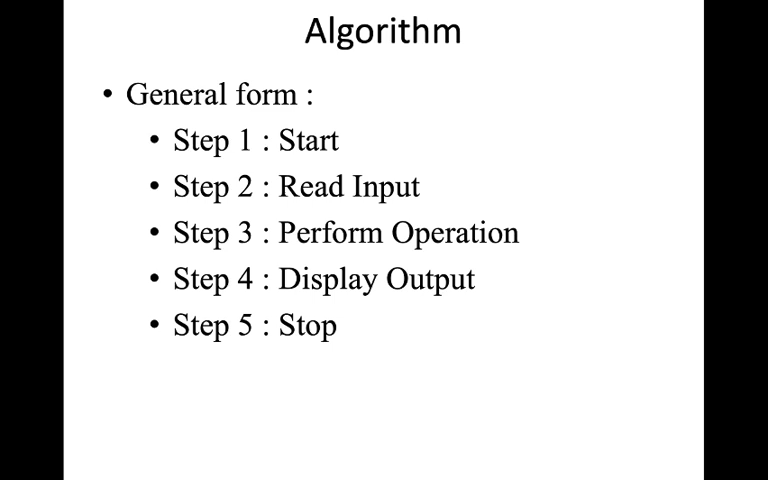 Algorithm
• General form :
• Step 1 : Start
• Step 2 : Read Input
• Step 3 : Perform Operation
• Step 4 : Display Output
• Step 5 : Stop